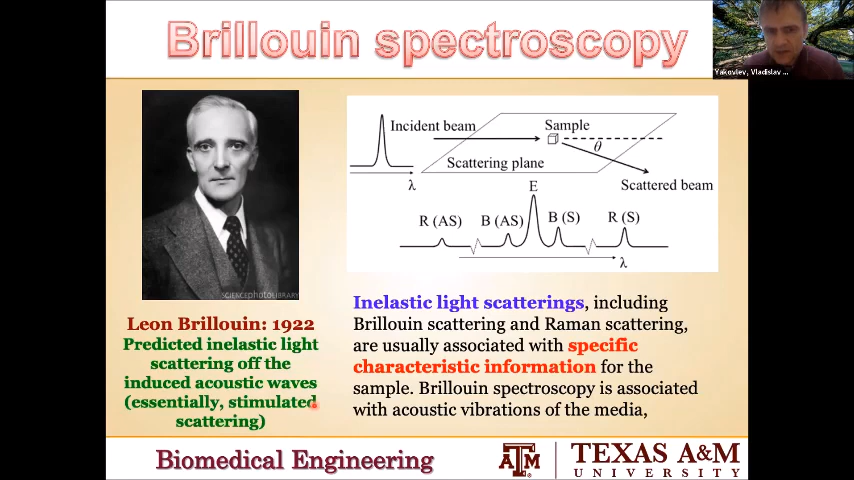 Brillouin spectroscopy
Yakovlev, Vladislav ...
Incident beam
Sample
θ
Scattering plane
λ
Scattered beam
E
R (AS)
B (AS)
B (S)
R (S)
λ
SCIENCEphotoLIBRARY
Leon Brillouin: 1922
Predicted inelastic light
scattering off the
induced acoustic waves
(essentially, stimulated
scattering)
Inelastic light scatterings, including
Brillouin scattering and Raman scattering,
are usually associated with specific
characteristic information for the
sample. Brillouin spectroscopy is associated
with acoustic vibrations of the media,
Biomedical Engineering
ATM
TEXAS A&M
UNIVERSITY